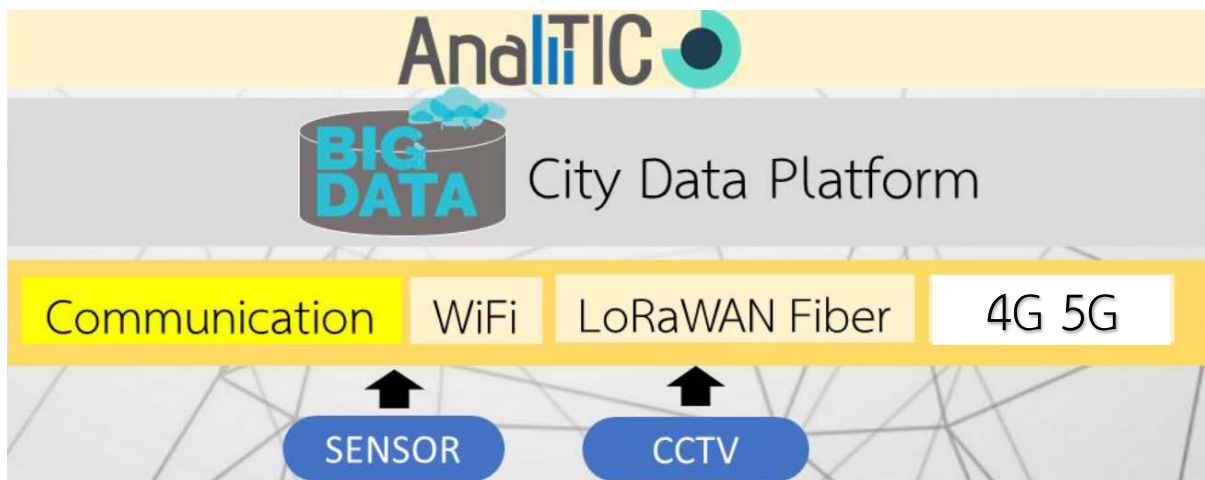 AnaliTIC
BIG
DATA
City Data Platform
Communication
WiFi
LoRaWAN Fiber
4G 5G
SENSOR
CCTV